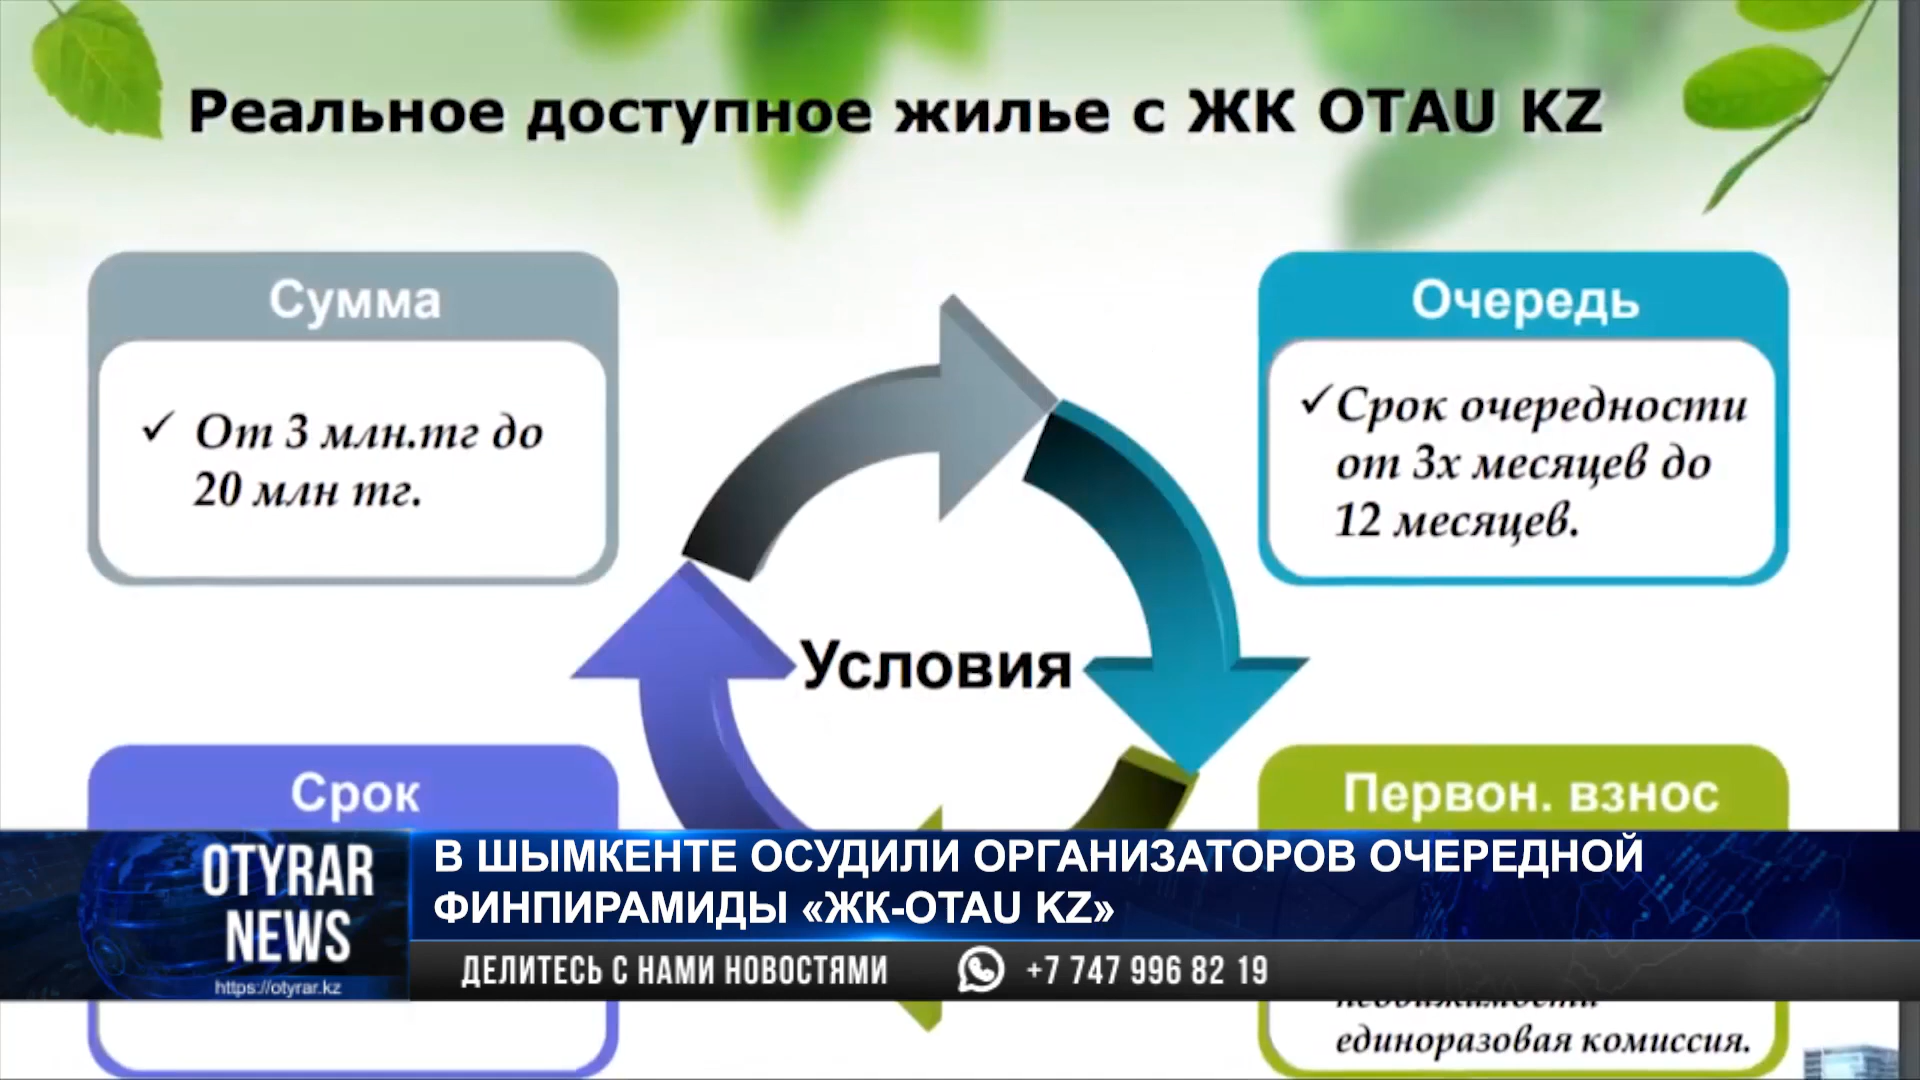 Реальное доступное жилье с ЖК OTAU KZ
Сумма
✓ От 3 млн.тг до
20 млн тг.
Очередь
✓Срок очередности
от 3х месяцев до
12 месяцев.
Условия
Срок
Первон. взнос
единоразовая комиссия.
OTYRAR
NEWS
https://otyrar.kz
В ШЫМКЕНТЕ ОСУДИЛИ ОРГАНИЗАТОРОВ ОЧЕРЕДНОЙ
ФИНПИРАМИДЫ «ЖК-OTAU KZ»
ДЕЛИТЕСЬ С НАМИ НОВОСТЯМИ
+7 747 996 82 19